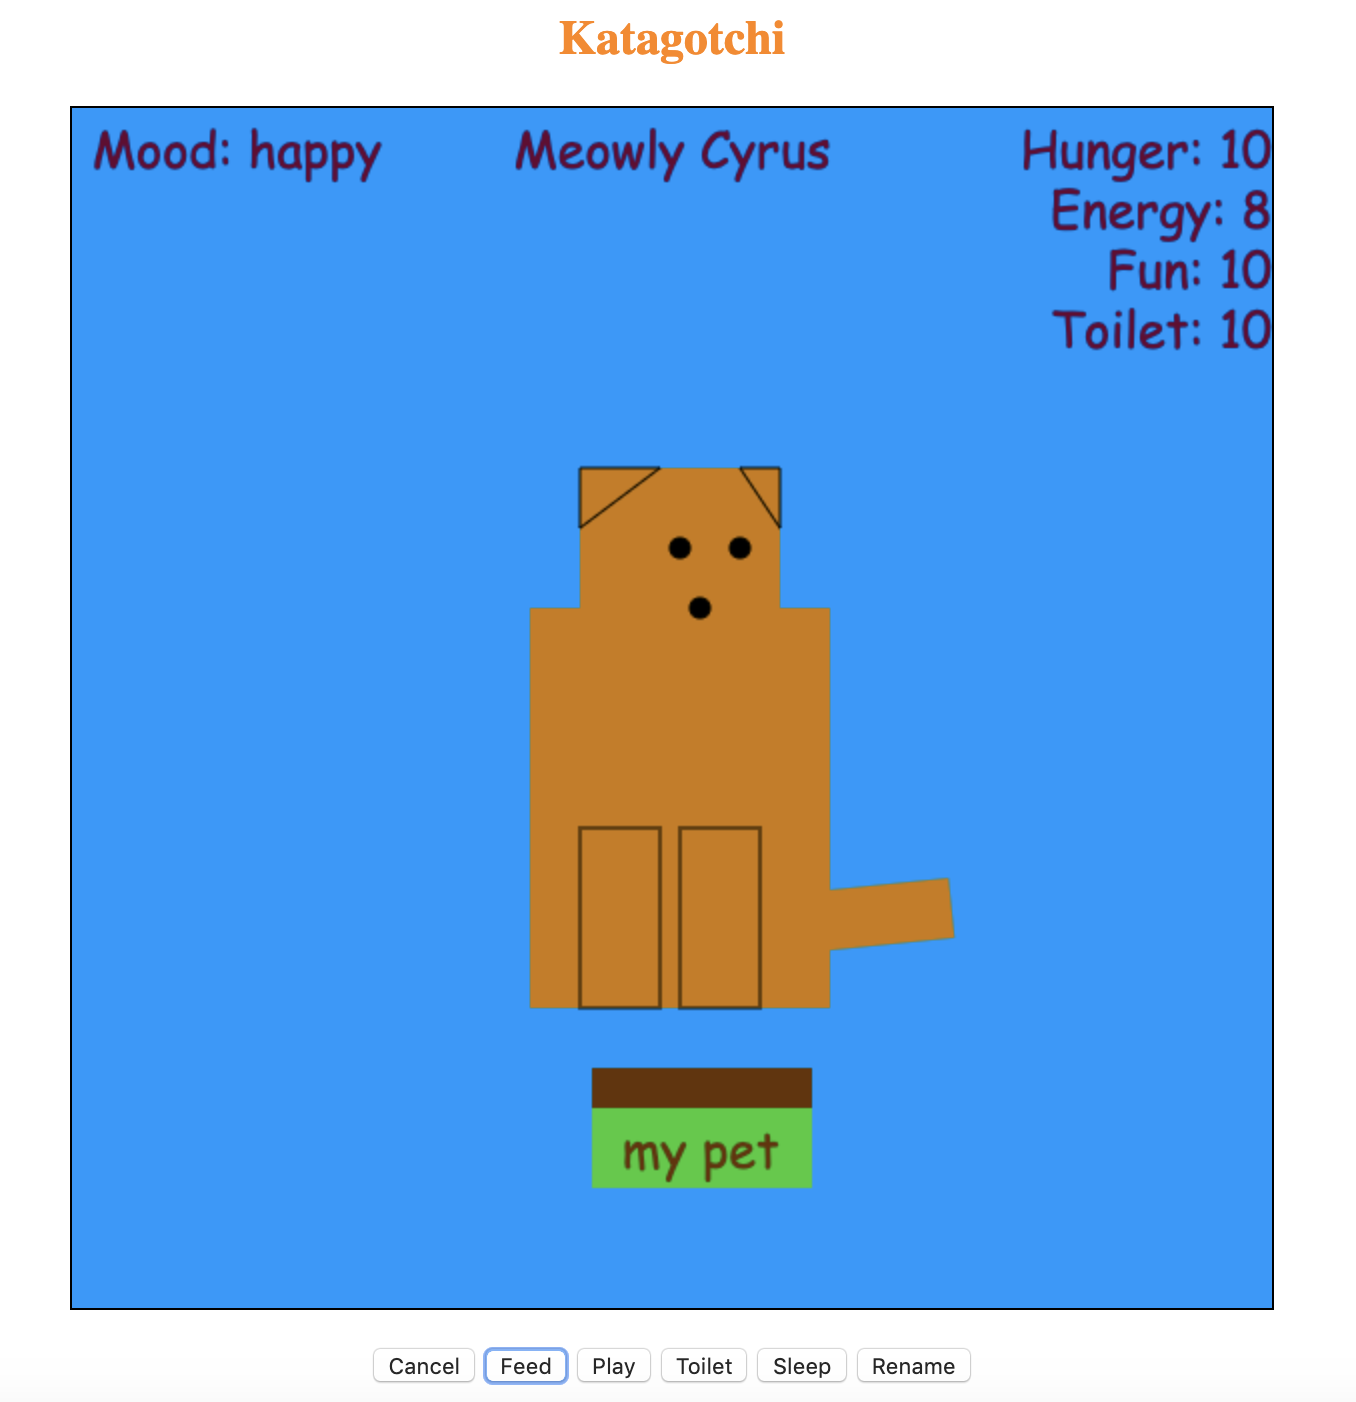 Katagotchi
Mood: happy
Meowly Cyrus
Hunger: 10
Energy: 8
Fun: 10
Toilet: 10
my pet
Cancel
Feed
Play
Toilet
Sleep
Rename